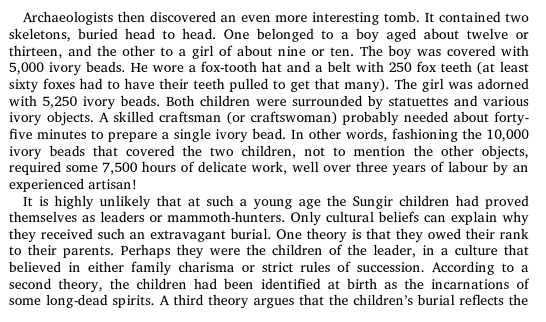 Archaeologists then discovered an even more interesting tomb. It contained two
skeletons, buried head to head. One belonged to a boy aged about twelve or
thirteen, and the other to a girl of about nine or ten. The boy was covered with
5,000 ivory beads. He wore a fox-tooth hat and a belt with 250 fox teeth (at least
sixty foxes had to have their teeth pulled to get that many). The girl was adorned
with 5,250 ivory beads. Both children were surrounded by statuettes and various
ivory objects. A skilled craftsman (or craftswoman) probably needed about forty-
five minutes to prepare a single ivory bead. In other words, fashioning the 10,000
ivory beads that covered the two children, not to mention the other objects,
required some 7,500 hours of delicate work, well over three years of labour by an
experienced artisan!
It is highly unlikely that at such a young age the Sungir children had proved
themselves as leaders or mammoth-hunters. Only cultural beliefs can explain why
they received such an extravagant burial. One theory is that they owed their rank
to their parents. Perhaps they were the children of the leader, in a culture that
believed in either family charisma or strict rules of succession. According to a
second theory, the children had been identified at birth as the incarnations of
some long-dead spirits. A third theory argues that the children’s burial reflects the